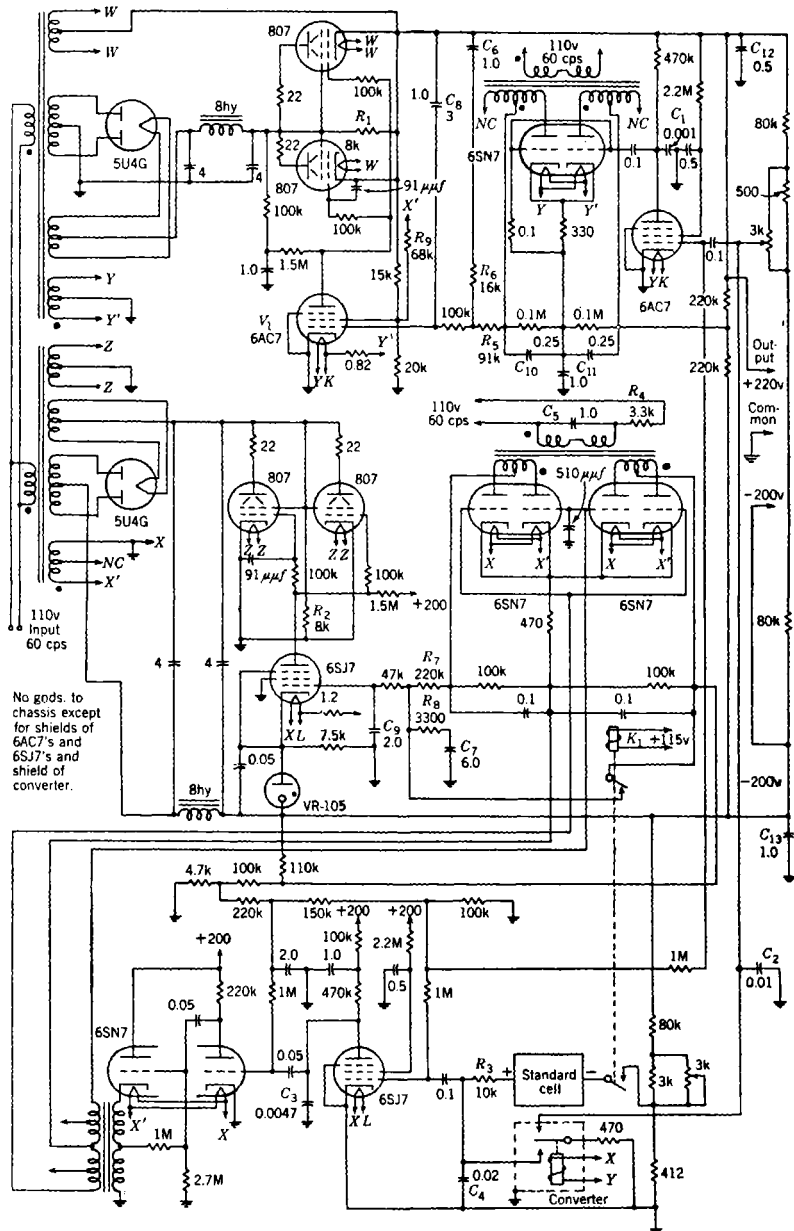 W
W
807
W
W
C6
1.0
110v
60 cps
470k
C12
0.5
2.2M
22
100k
1.0
C8
3
8hy
R1
NC
NC
C1
0.001
80k
5U4G
22
8k
W
6SN7
0.1
0.5
4
4
807
91 μμf
500
100k
X'
Y
Y'
100k
R9
68k
0.1
330
3k
1.5M
6AC7
0.1
YK
1.0
15k
R6
16k
220k
Y
V1
6AC7
100k
0.1M
0.1M
Y'
R5
91k
0.25
0.25
Output
+220v
YK
0.82
Y'
C10
C11
220k
Z
20k
1.0
R4
3.3k
Z
110v
60 cps
C5
1.0
Common
22
22
510 μμf
-200v
807
807
5U4G
Z Z
Z Z
X
NC
X'
91 μμf
100k
100k
X
X'
X
X'
+200
1.5M
6SN7
6SN7
110v
Input
60 cps
R2
8k
470
80k
4
4
6SJ7
47k
R7
220k
100k
100k
No gnds. to
chassis except
for shields of
6AC7's and
6SJ7's and
shield of
converter.
1.2
R8
3300
0.1
0.1
XL
7.5k
C9
2.0
C7
6.0
K1
+115v
0.05
-200v
8hy
VR-105
C13
1.0
110k
4.7k
100k
220k
150k
+200
+200
100k
+200
100k
2.2M
2.0
1.0
1M
C2
0.01
220k
1M
470k
0.5
1M
0.05
80k
6SN7
0.05
R3
10k
+
Standard
cell
-
3k
3k
C3
0.0047
6SJ7
0.1
X'
X
XL
470
1M
0.02
C4
X
Y
412
2.7M
Converter